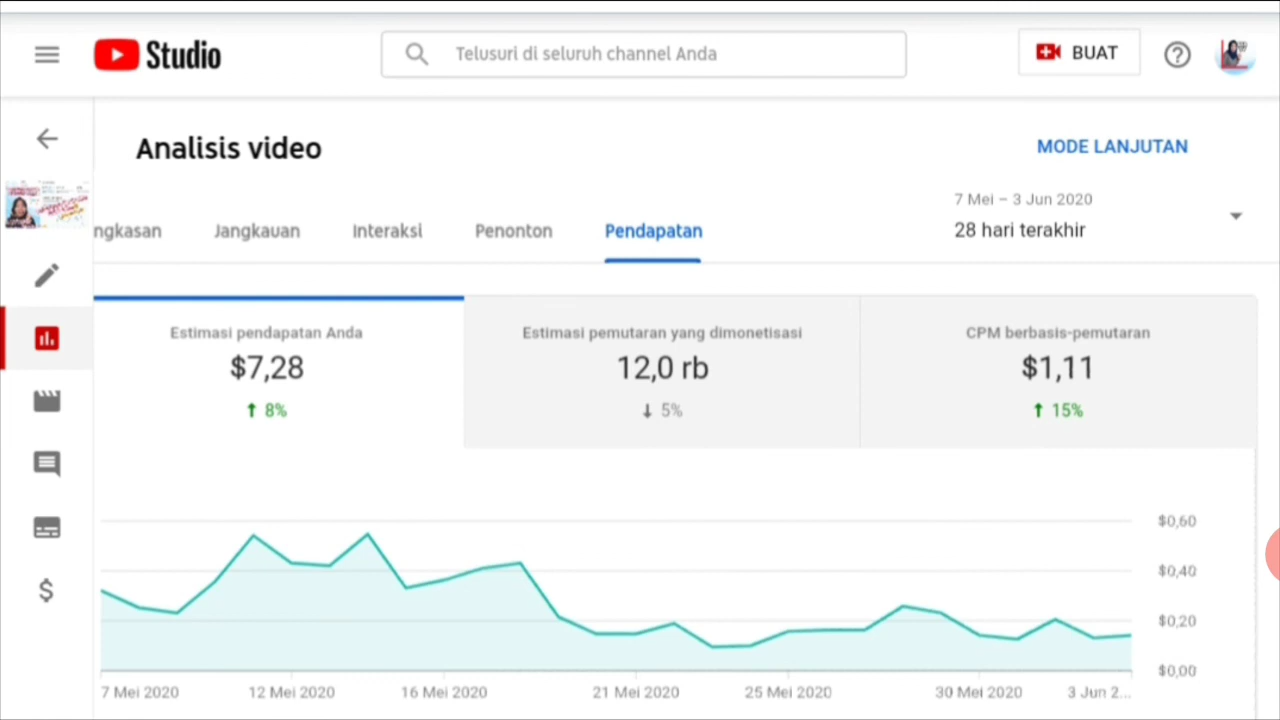 Studio
Telusuri di seluruh channel Anda
BUAT
Analisis video
MODE LANJUTAN
7 Mei – 3 Jun 2020
28 hari terakhir
ngkasan
Jangkauan
Interaksi
Penonton
Pendapatan
Estimasi pendapatan Anda
$7,28
8%
Estimasi pemutaran yang dimonetisasi
12,0 rb
5%
CPM berbasis-pemutaran
$1,11
15%
$0,60
$0,40
$0,20
$0,00
7 Mei 2020
12 Mei 2020
16 Mei 2020
21 Mei 2020
25 Mei 2020
30 Mei 2020
3 Jun 2...